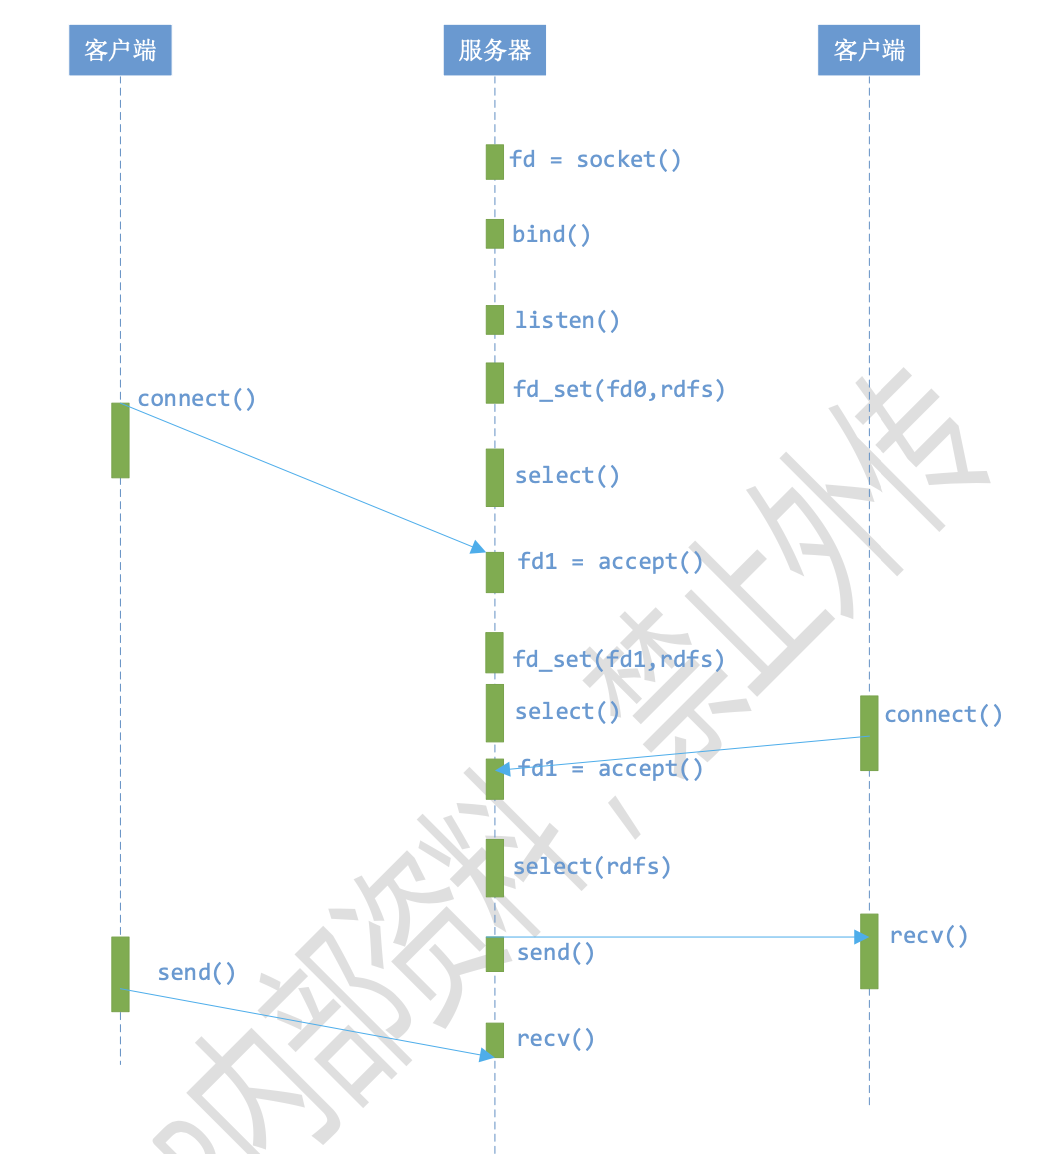 客户端
服务器
客户端
fd = socket()
bind()
listen()
fd_set(fd0,rdfs)
connect()
select()
fd1 = accept()
fd_set(fd1,rdfs)
select()
connect()
fd1 = accept()
select(rdfs)
recv()
send()
send()
recv()
内部资料，禁止外传